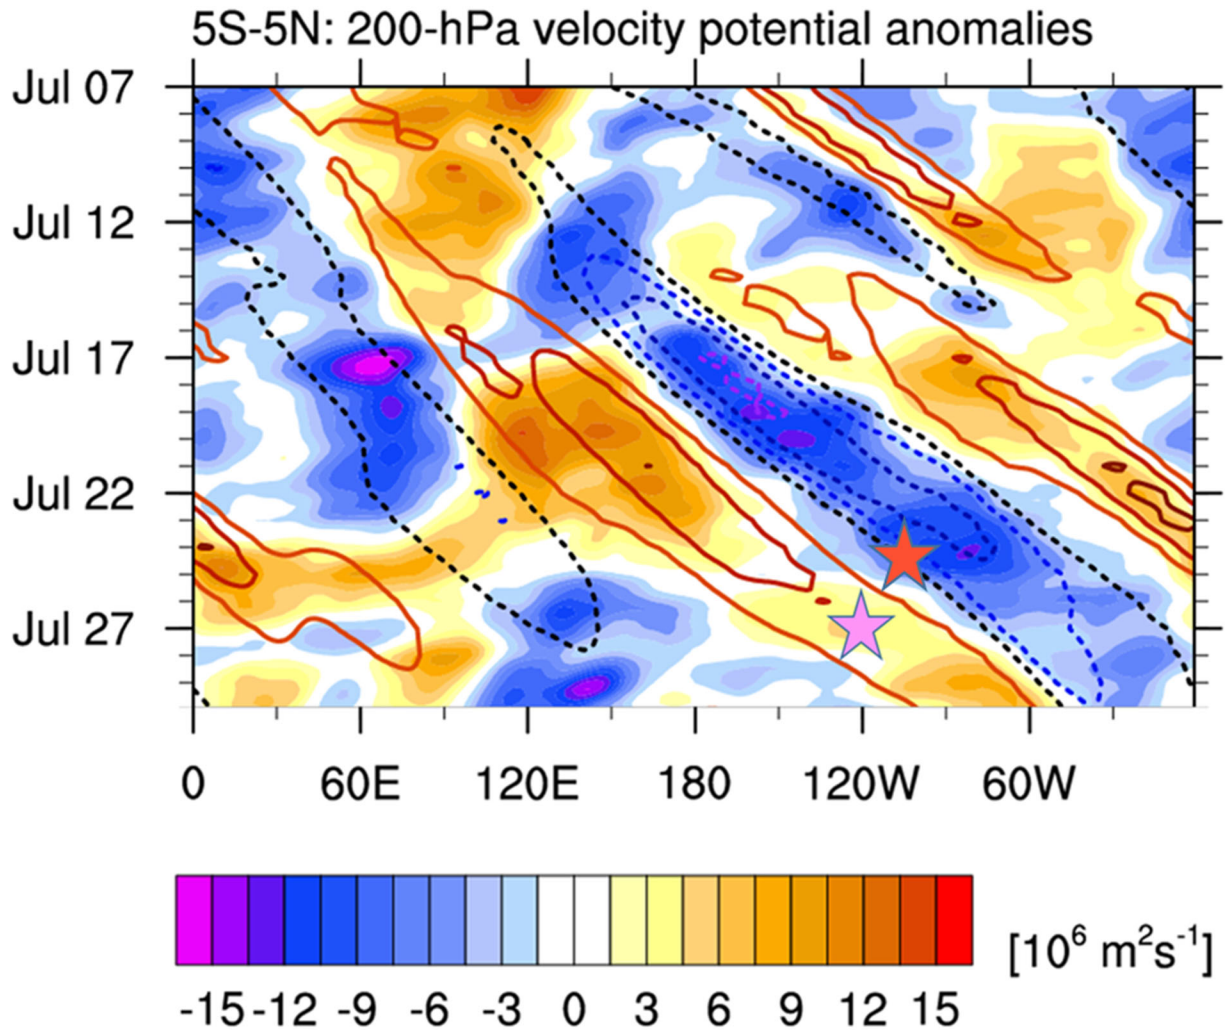 5S-5N: 200-hPa velocity potential anomalies
Jul 07
Jul 12
Jul 17
Jul 22
Jul 27
0 60E 120E 180 120W 60W
[10⁶ m²s⁻¹]
-15 -12 -9 -6 -3 0 3 6 9 12 15